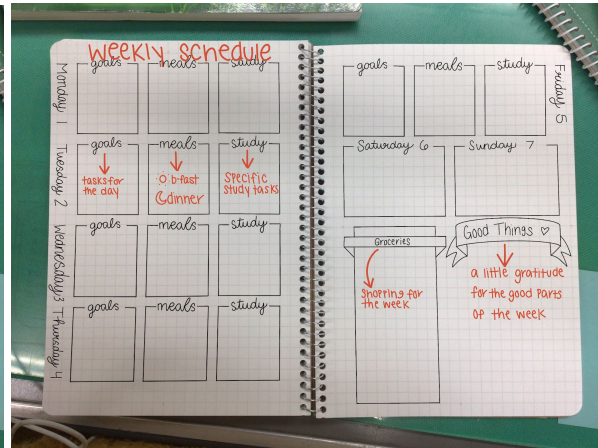 weekly schedule
Monday 1
goals meals study
Tuesday 2
goals meals study
tasks for
the day
b-fast
dinner
Specific
study tasks
Wednesday 3
goals meals study
Thursday 4
goals meals study
Friday 5
goals meals study
Saturday 6
Sunday 7
Groceries
Shopping for
the week
Good Things ♡
a little gratitude
for the good parts
of the week